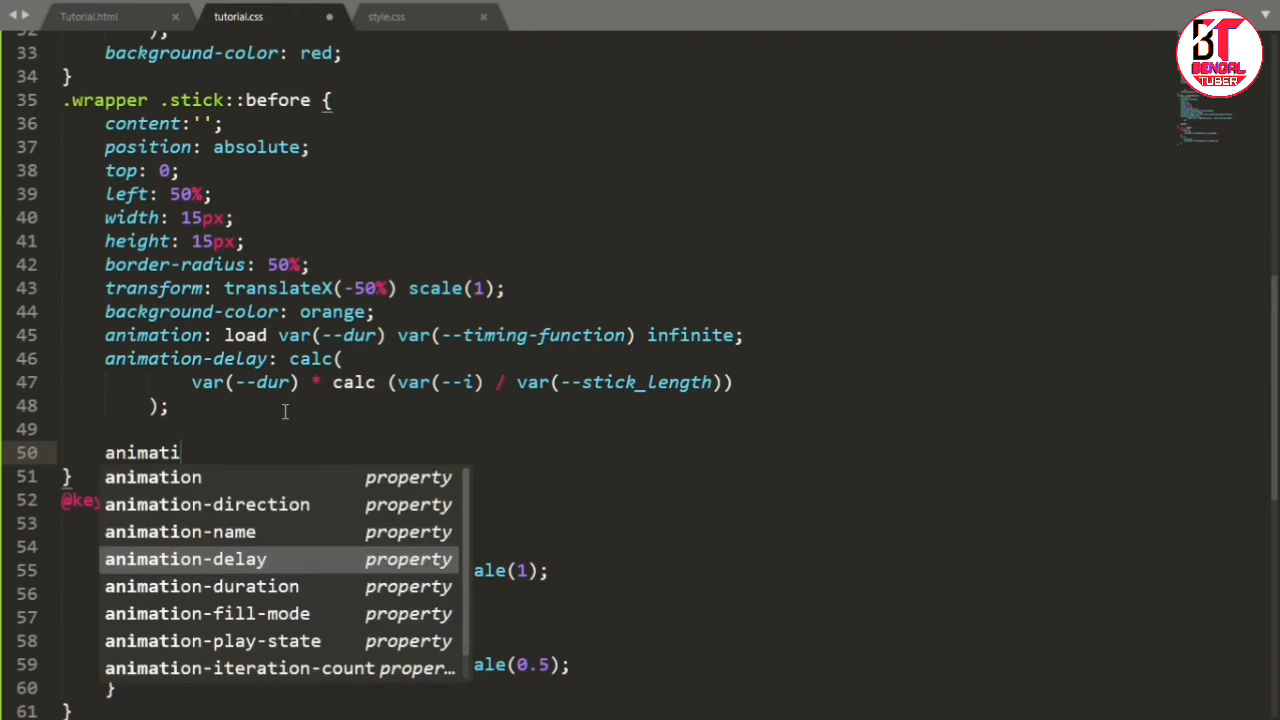 Tutorial.html
tutorial.css
style.css
BT
BENGAL
TUBER
32 );
33 background-color: red;
34 }
35 .wrapper .stick::before {
36 content:'';
37 position: absolute;
38 top: 0;
39 left: 50%;
40 width: 15px;
41 height: 15px;
42 border-radius: 50%;
43 transform: translateX(-50%) scale(1);
44 background-color: orange;
45 animation: load var(--dur) var(--timing-function) infinite;
46 animation-delay: calc(
47 var(--dur) * calc (var(--i) / var(--stick_length))
48 );
49
50 animati
51 }
animation property
52 @key
animation-direction property
53
animation-name property
54
animation-delay property
55 ale(1);
56
animation-duration property
57
animation-fill-mode property
58
animation-play-state property
59 ale(0.5);
animation-iteration-count proper…
60 }
61 }